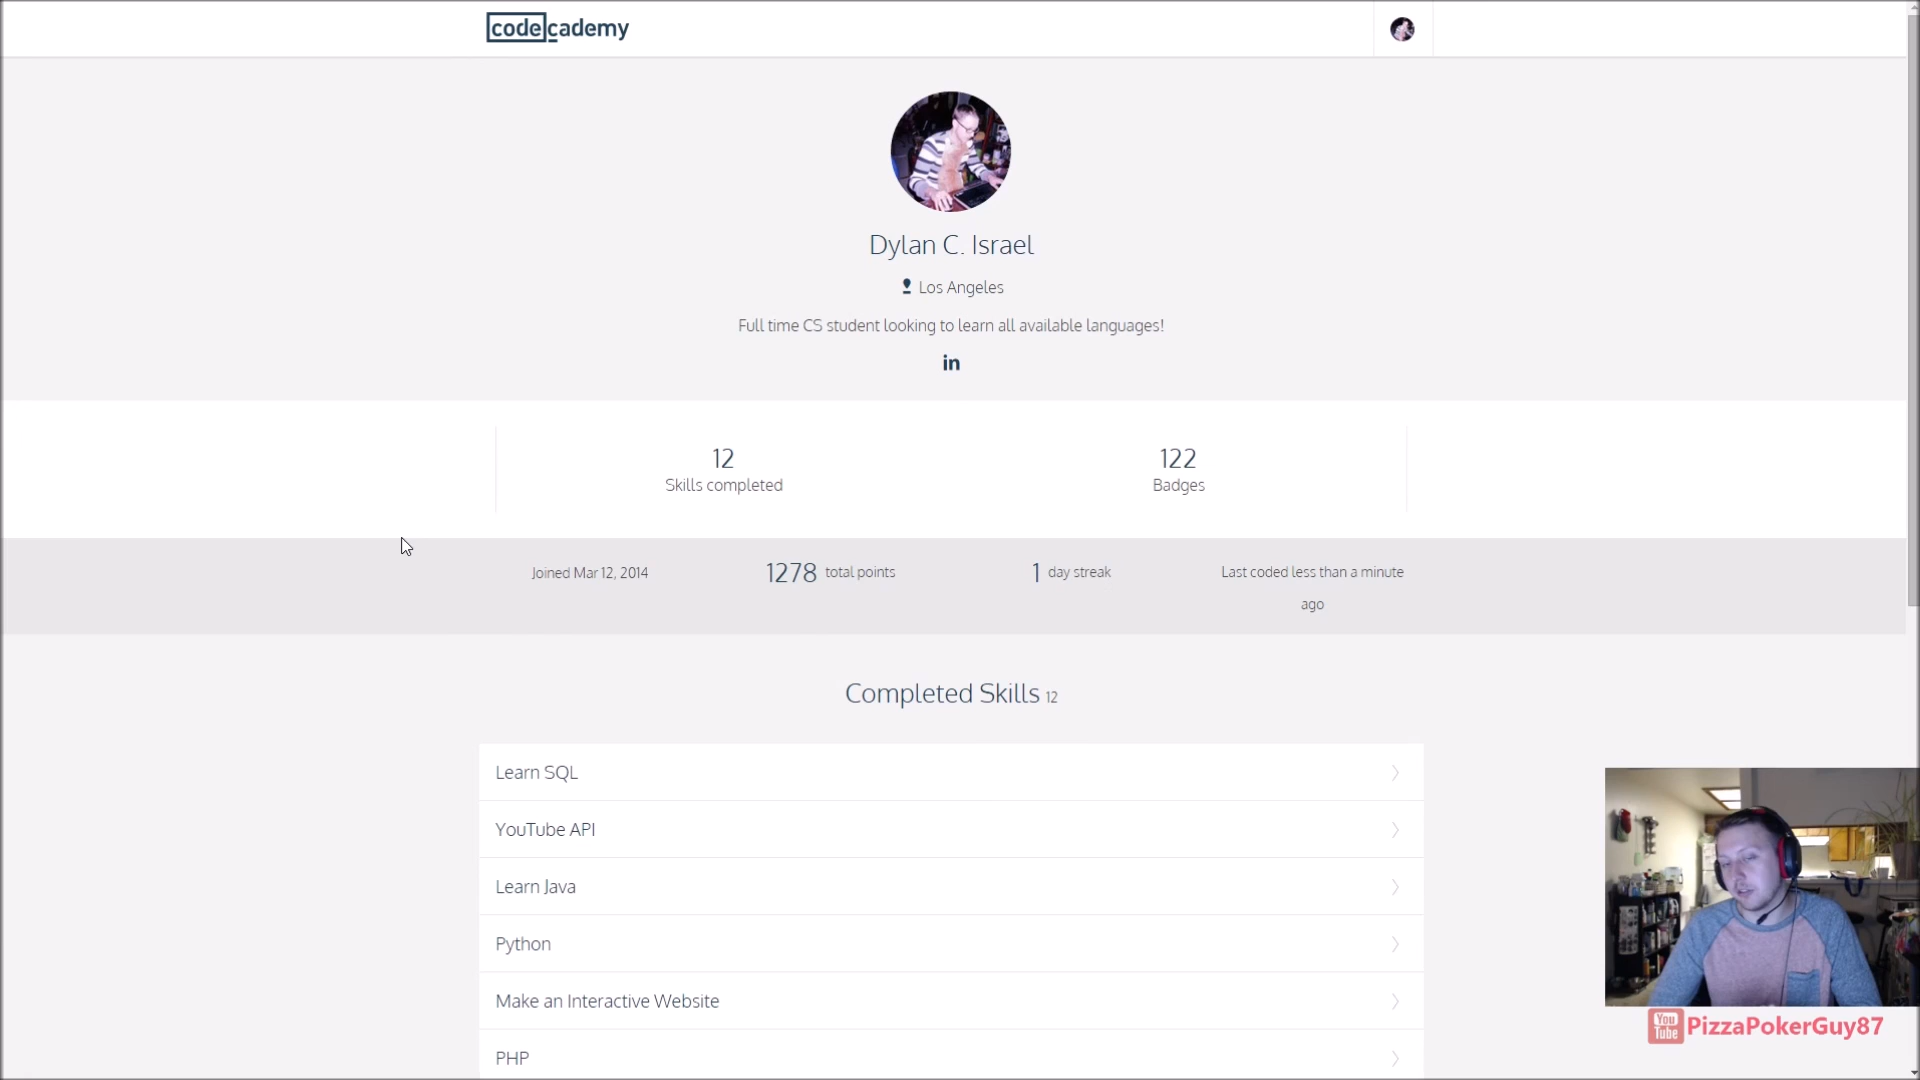 codecademy
Dylan C. Israel
Los Angeles
Full time CS student looking to learn all available languages!
in
12
Skills completed
122
Badges
Joined Mar 12, 2014
1278 total points
1 day streak
Last coded less than a minute
ago
Completed Skills 12
Learn SQL
YouTube API
Learn Java
Python
Make an Interactive Website
PHP
You
Tube
PizzaPokerGuy87